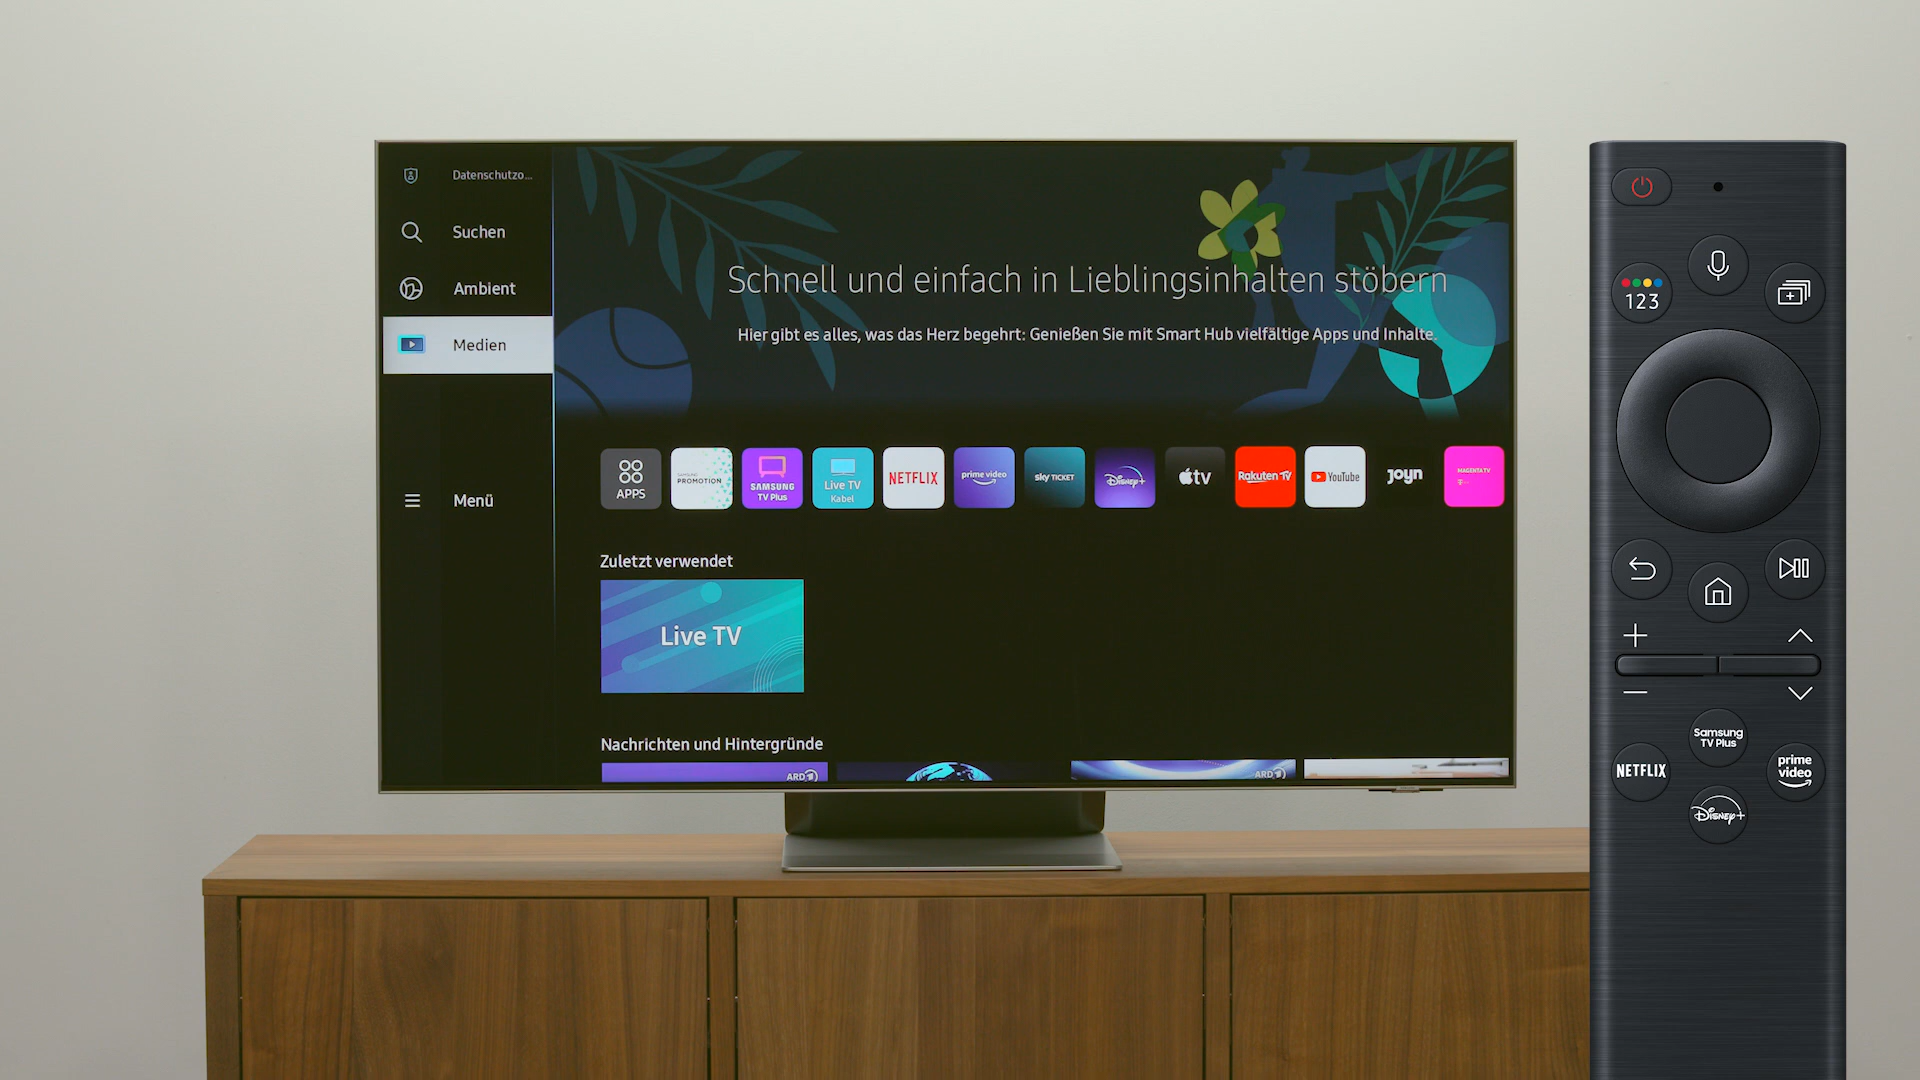 Datenschutzo...
Suchen
Ambient
Medien
Menü
Schnell und einfach in Lieblingsinhalten stöbern
Hier gibt es alles, was das Herz begehrt: Genießen Sie mit Smart Hub vielfältige Apps und Inhalte.
APPS
SAMSUNG
PROMOTION
SAMSUNG
TV Plus
Live TV
Kabel
NETFLIX
prime video
sky TICKET
Disney+
tv
Rakuten TV
YouTube
joyn
MAGENTA TV
Zuletzt verwendet
Live TV
Nachrichten und Hintergründe
ARD 1
ARD 1
123
Samsung
TV Plus
NETFLIX
prime
video
Disney+